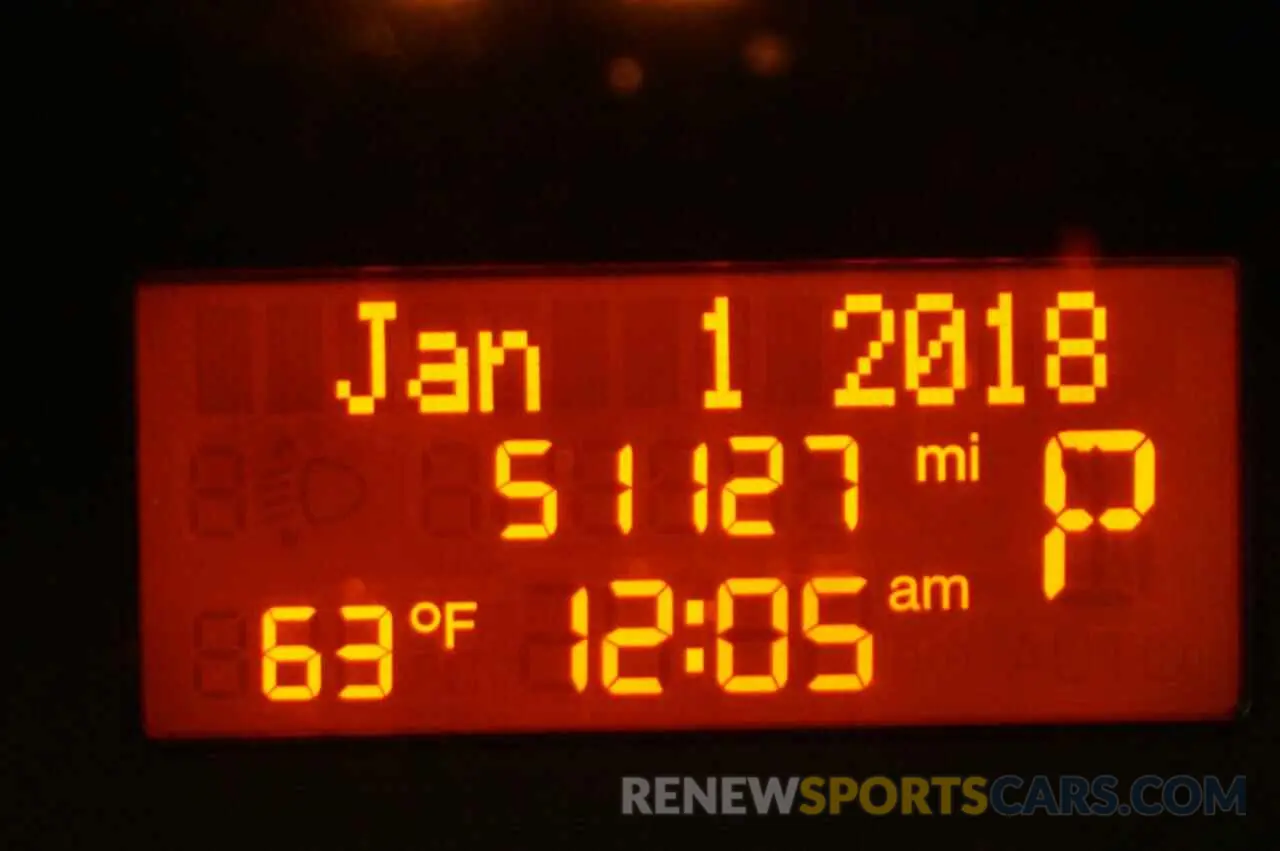 Jan 1 2018
51127 mi P
63 °F 12:05 am
RENEWSPORTSCARS.COM